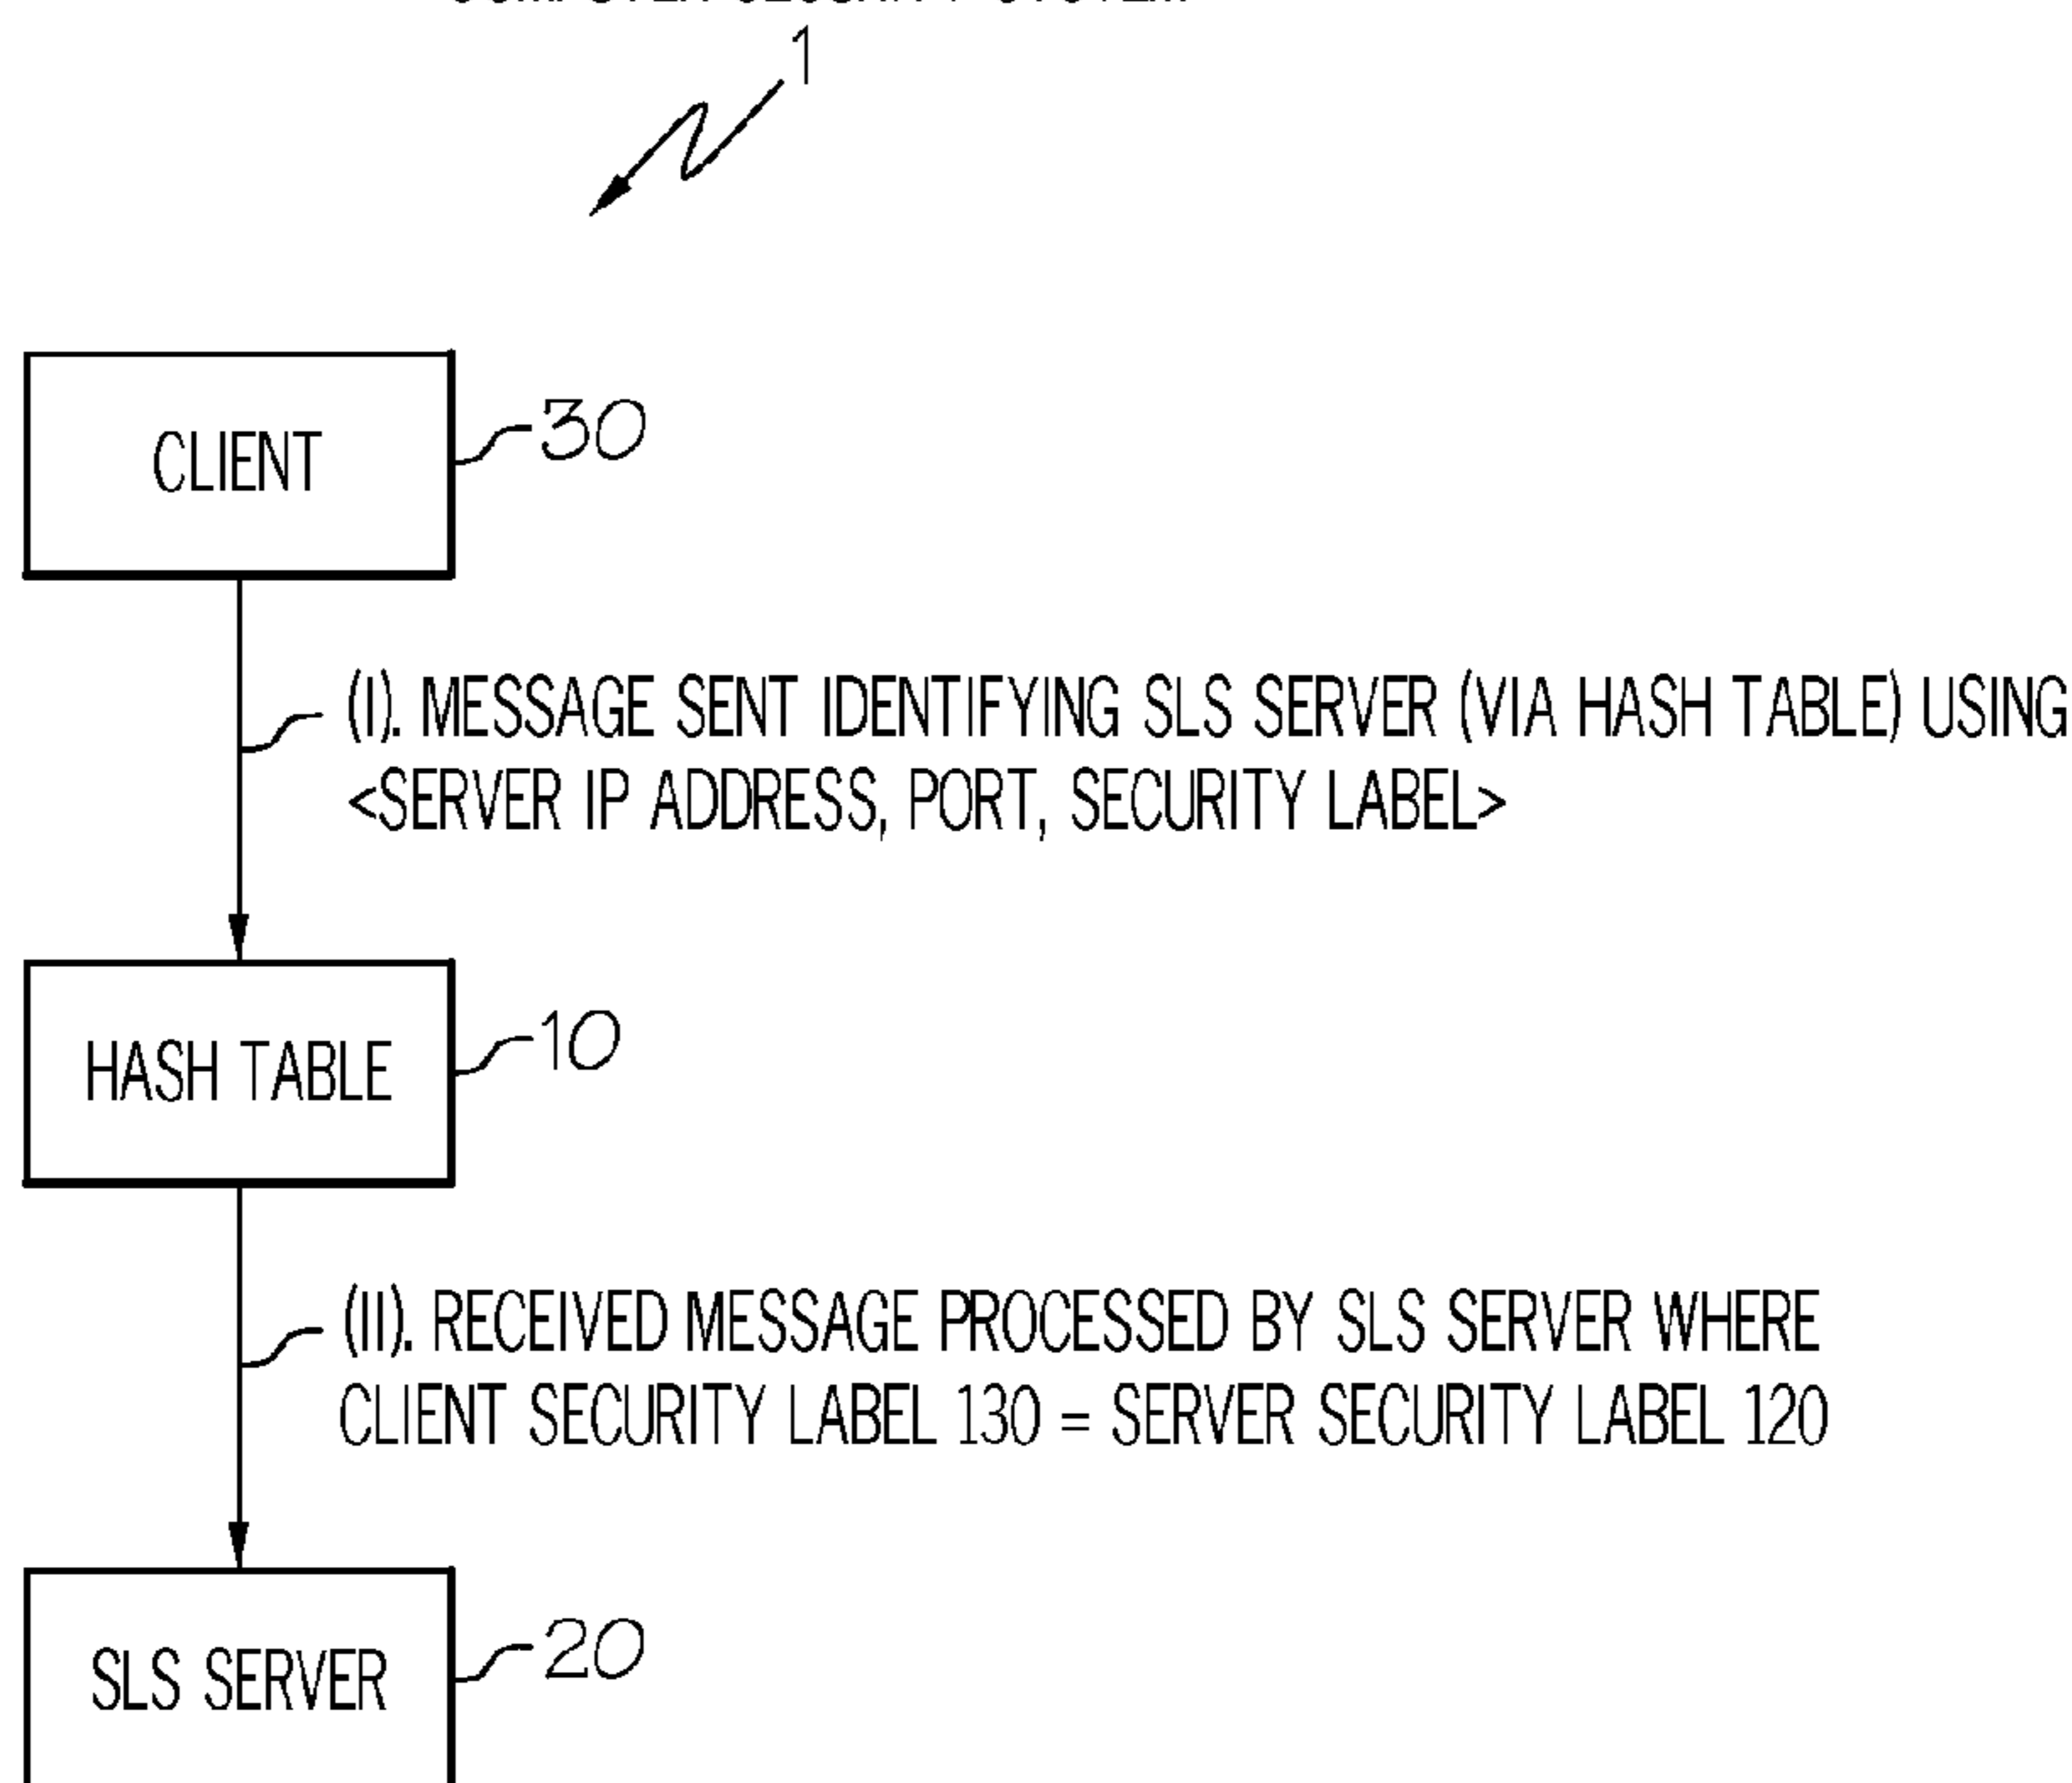 1
CLIENT
30
(I). MESSAGE SENT IDENTIFYING SLS SERVER (VIA HASH TABLE) USING
<SERVER IP ADDRESS, PORT, SECURITY LABEL>
HASH TABLE
10
(II). RECEIVED MESSAGE PROCESSED BY SLS SERVER WHERE
CLIENT SECURITY LABEL 130 = SERVER SECURITY LABEL 120
SLS SERVER
20